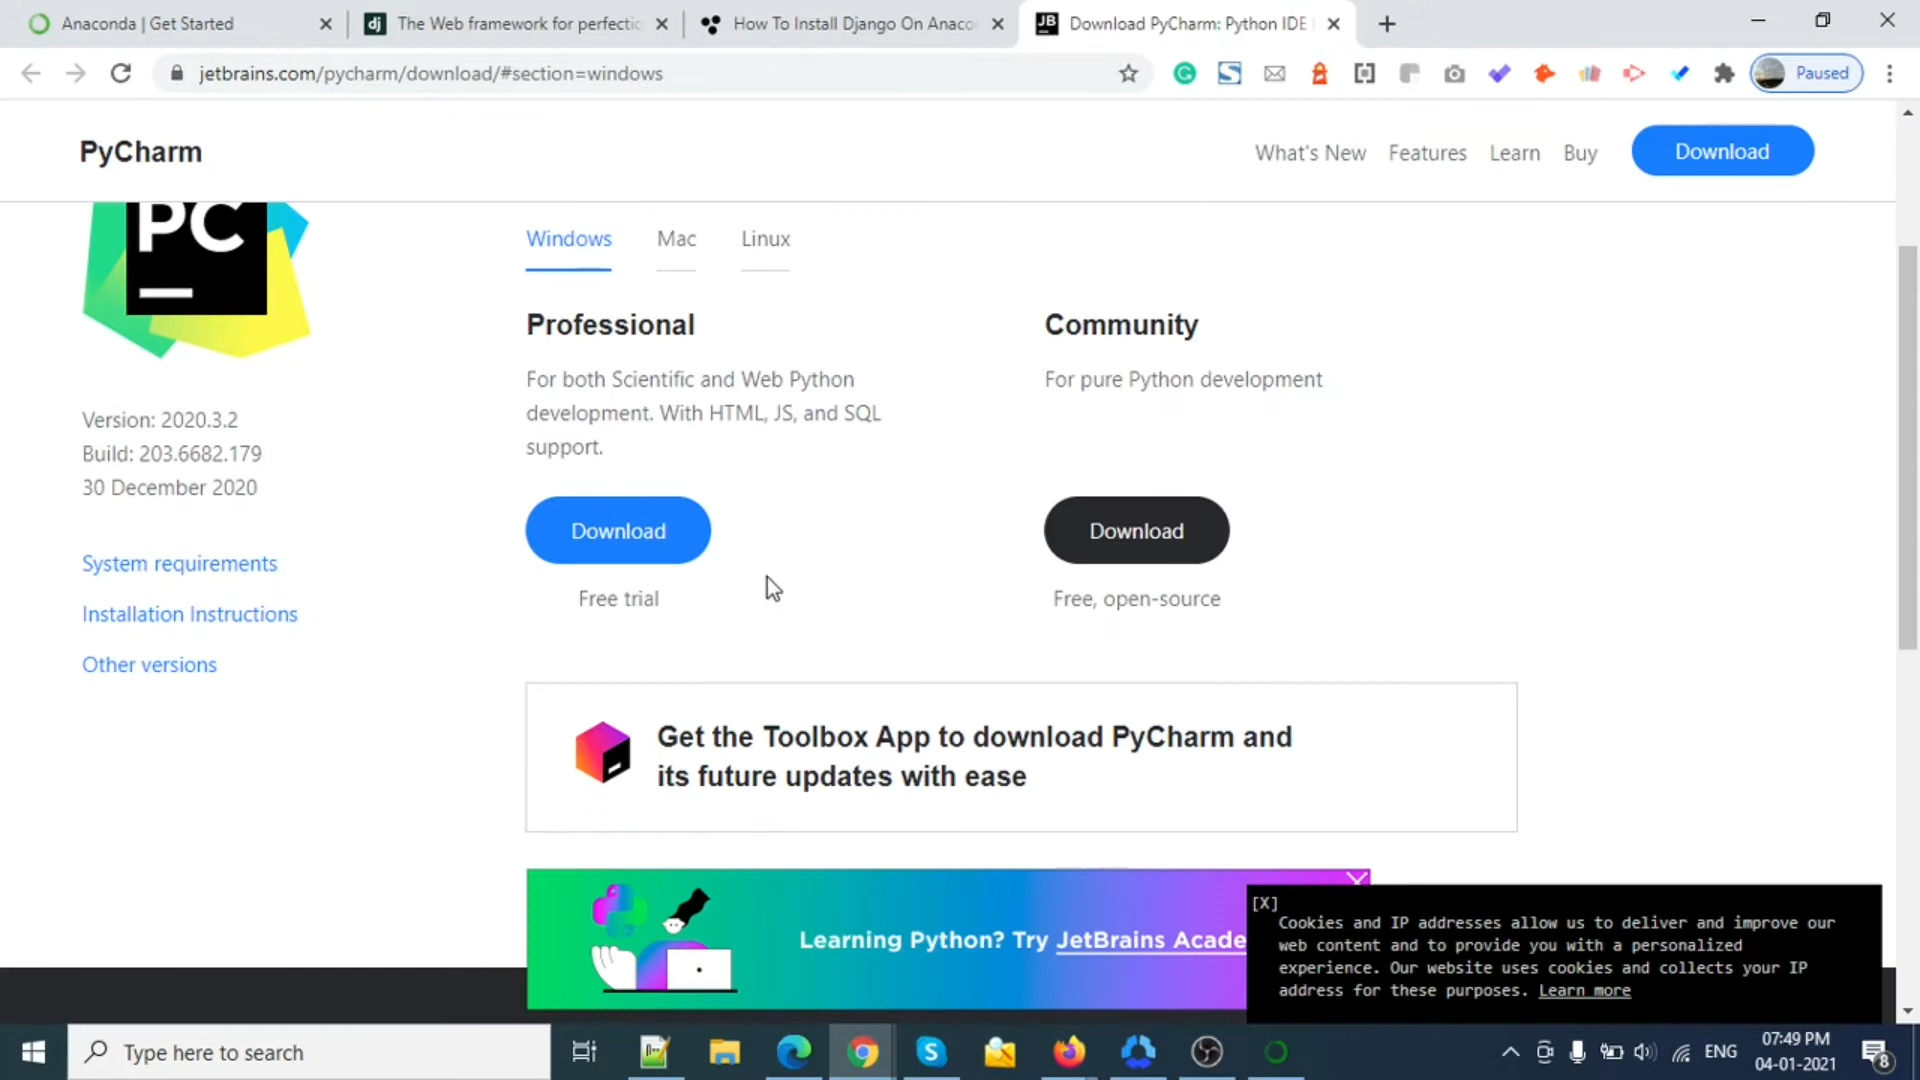 Anaconda | Get Started
dj
The Web framework for perfectio
How To Install Django On Anaco
JB
Download PyCharm: Python IDE
jetbrains.com/pycharm/download/#section=windows
Paused
PyCharm
What's New
Features
Learn
Buy
Download
PC
Windows
Mac
Linux
Professional
Community
For both Scientific and Web Python
development. With HTML, JS, and SQL
support.
For pure Python development
Version: 2020.3.2
Build: 203.6682.179
30 December 2020
Download
Download
System requirements
Free trial
Free, open-source
Installation Instructions
Other versions
Get the Toolbox App to download PyCharm and
its future updates with ease
Learning Python? Try JetBrains Acade
[X]
Cookies and IP addresses allow us to deliver and improve our
web content and to provide you with a personalized
experience. Our website uses cookies and collects your IP
address for these purposes. Learn more
Type here to search
ENG
07:49 PM
04-01-2021
8